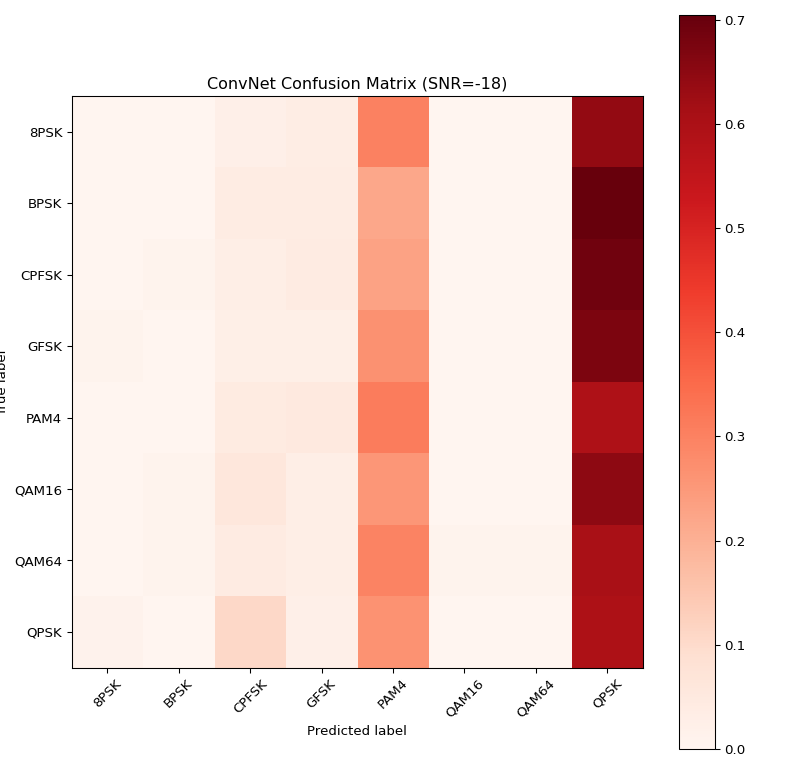 ConvNet Confusion Matrix (SNR=-18)
8PSK
BPSK
CPFSK
GFSK
PAM4
QAM16
QAM64
QPSK
label
8PSK
BPSK
CPFSK
GFSK
PAM4
QAM16
QAM64
QPSK
Predicted label
0.7
0.6
0.5
0.4
0.3
0.2
0.1
0.0